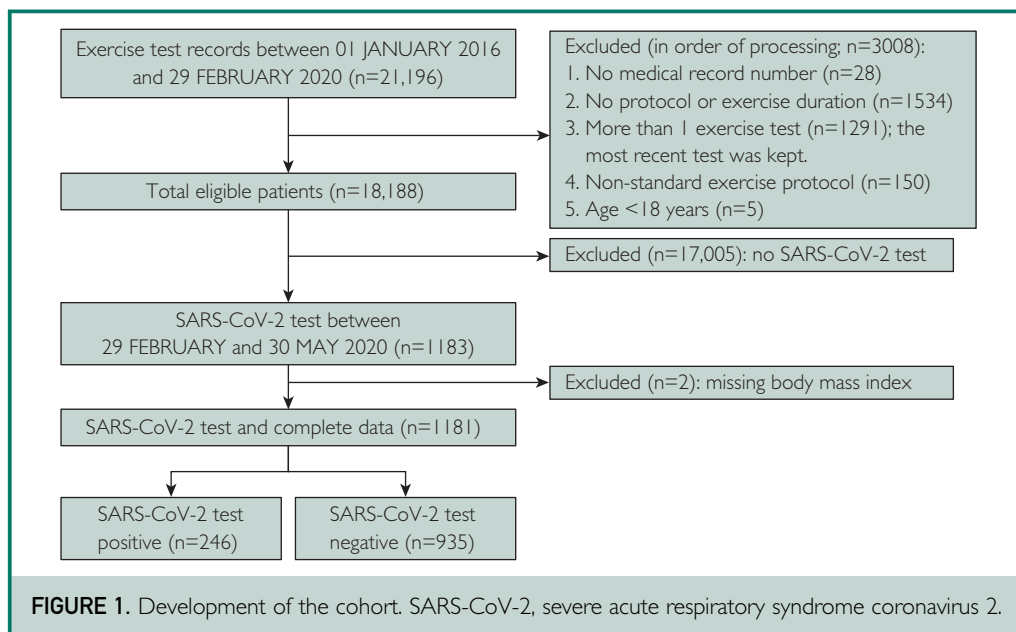 Exercise test records between 01 JANUARY 2016
and 29 FEBRUARY 2020 (n=21,196)
Excluded (in order of processing; n=3008):
1. No medical record number (n=28)
2. No protocol or exercise duration (n=1534)
3. More than 1 exercise test (n=1291); the
most recent test was kept.
4. Non-standard exercise protocol (n=150)
5. Age <18 years (n=5)
Total eligible patients (n=18,188)
Excluded (n=17,005): no SARS-CoV-2 test
SARS-CoV-2 test between
29 FEBRUARY and 30 MAY 2020 (n=1183)
Excluded (n=2): missing body mass index
SARS-CoV-2 test and complete data (n=1181)
SARS-CoV-2 test
positive (n=246)
SARS-CoV-2 test
negative (n=935)
FIGURE 1. Development of the cohort. SARS-CoV-2, severe acute respiratory syndrome coronavirus 2.